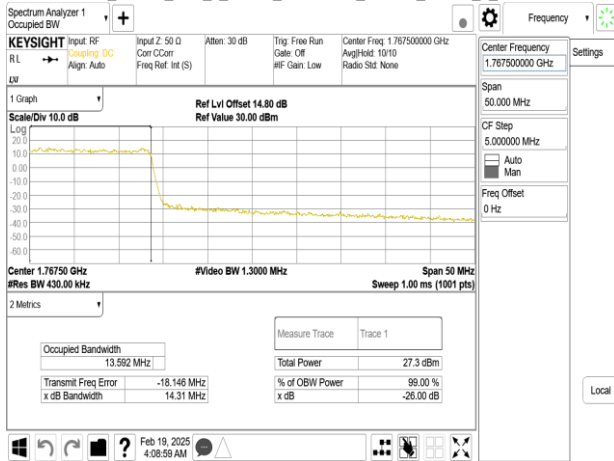 Spectrum Analyzer 1
Occupied BW
+
Frequency
KEYSIGHT
RL
LXI
Input: RF
Coupling: DC
Align: Auto
Input Z: 50 Ω
Corr CCorr
Freq Ref: Int (S)
Atten: 30 dB
Trig: Free Run
Gate: Off
#IF Gain: Low
Center Freq: 1.767500000 GHz
Avg|Hold: 10/10
Radio Std: None
Center Frequency
1.767500000 GHz
Settings
Span
50.000 MHz
CF Step
5.000000 MHz
Auto
Man
Freq Offset
0 Hz
Local
1 Graph
Scale/Div 10.0 dB
Ref Lvl Offset 14.80 dB
Ref Value 30.00 dBm
Log
20.0
10.0
0.00
-10.0
-20.0
-30.0
-40.0
-50.0
-60.0
Center 1.76750 GHz
#Video BW 1.3000 MHz
Span 50 MHz
#Res BW 430.00 kHz
Sweep 1.00 ms (1001 pts)
2 Metrics
Measure Trace
Trace 1
Occupied Bandwidth
13.592 MHz
Total Power
27.3 dBm
Transmit Freq Error
-18.146 MHz
% of OBW Power
99.00 %
x dB Bandwidth
14.31 MHz
x dB
-26.00 dB
?
Feb 19, 2025
4:08:59 AM